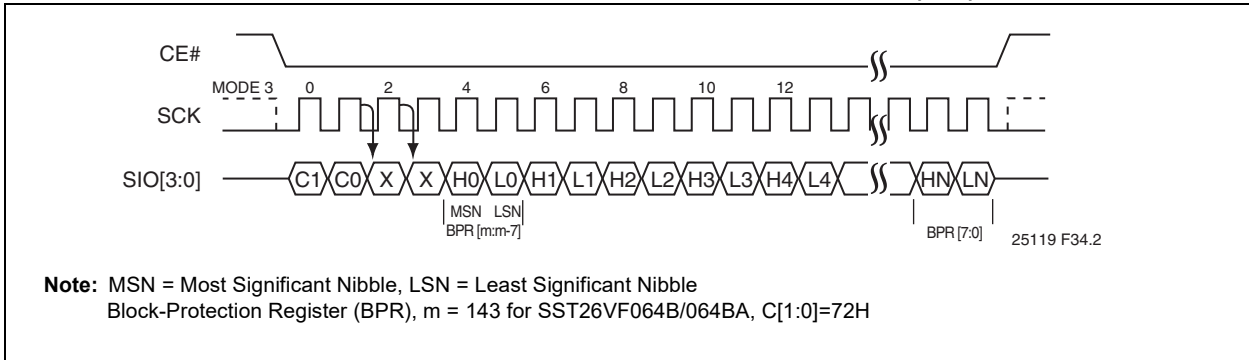 CE#
MODE 3 0 2 4 6 8 10 12
SCK
SIO[3:0] C1 C0 X X H0 L0 H1 L1 H2 L2 H3 L3 H4 L4 HN LN
MSN LSN
BPR [m:m-7] BPR [7:0]
25119 F34.2
Note: MSN = Most Significant Nibble, LSN = Least Significant Nibble
Block-Protection Register (BPR), m = 143 for SST26VF064B/064BA, C[1:0]=72H